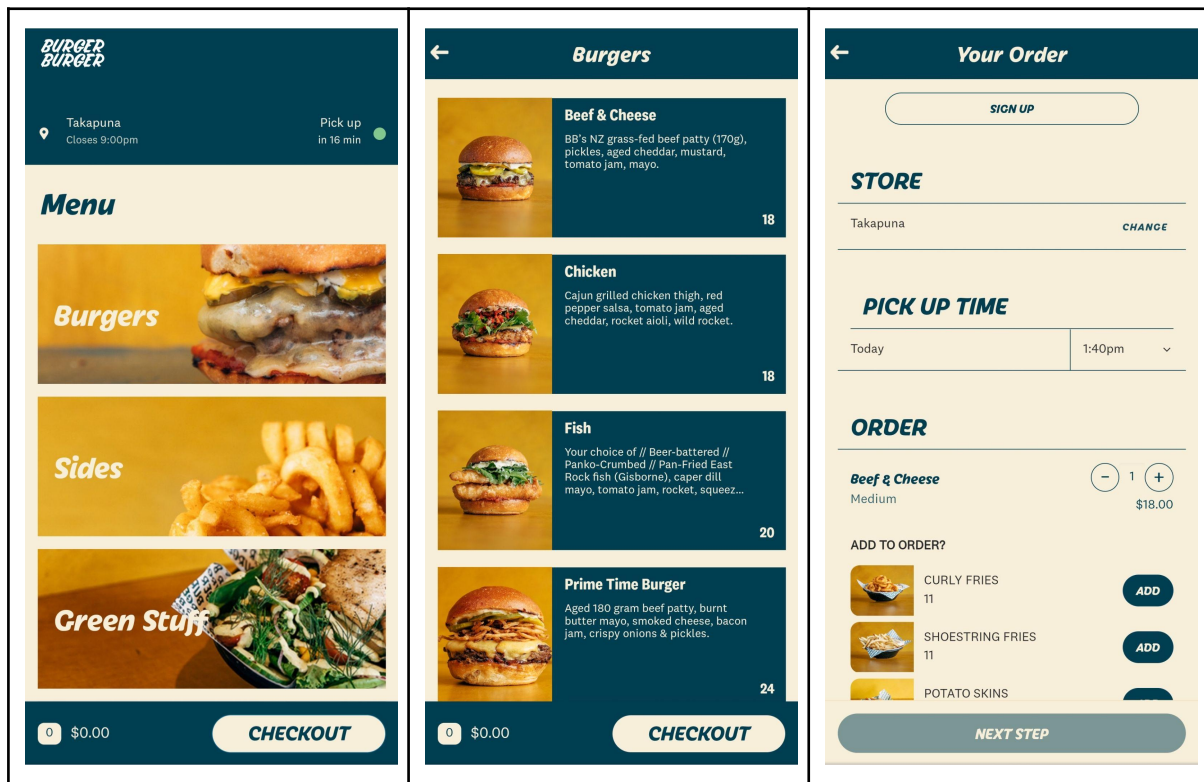 BURGER
BURGER
Takapuna
Closes 9:00pm
Pick up
in 16 min
Menu
Burgers
Sides
Green Stuff
0 $0.00 CHECKOUT
Burgers
Beef & Cheese
BB's NZ grass-fed beef patty (170g),
pickles, aged cheddar, mustard,
tomato jam, mayo.
18
Chicken
Cajun grilled chicken thigh, red
pepper salsa, tomato jam, aged
cheddar, rocket aioli, wild rocket.
18
Fish
Your choice of // Beer-battered //
Panko-Crumbed // Pan-Fried East
Rock fish (Gisborne), caper dill
mayo, tomato jam, rocket, squeez...
20
Prime Time Burger
Aged 180 gram beef patty, burnt
butter mayo, smoked cheese, bacon
jam, crispy onions & pickles.
24
0 $0.00 CHECKOUT
Your Order
SIGN UP
STORE
Takapuna CHANGE
PICK UP TIME
Today 1:40pm
ORDER
Beef & Cheese
Medium
- 1 +
$18.00
ADD TO ORDER?
CURLY FRIES
11
ADD
SHOESTRING FRIES
11
ADD
POTATO SKINS
NEXT STEP